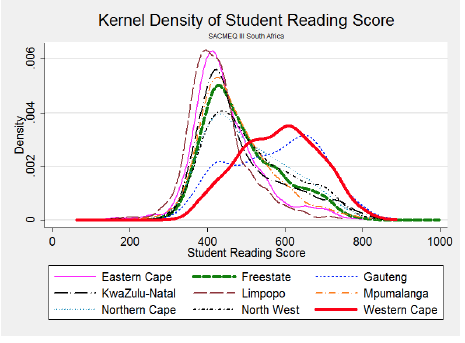 Kernel Density of Student Reading Score
SACMEQ III South Africa
Density
.006
.004
.002
0
0 200 400 600 800 1000
Student Reading Score
Eastern Cape Freestate Gauteng
KwaZulu-Natal Limpopo Mpumalanga
Northern Cape North West Western Cape